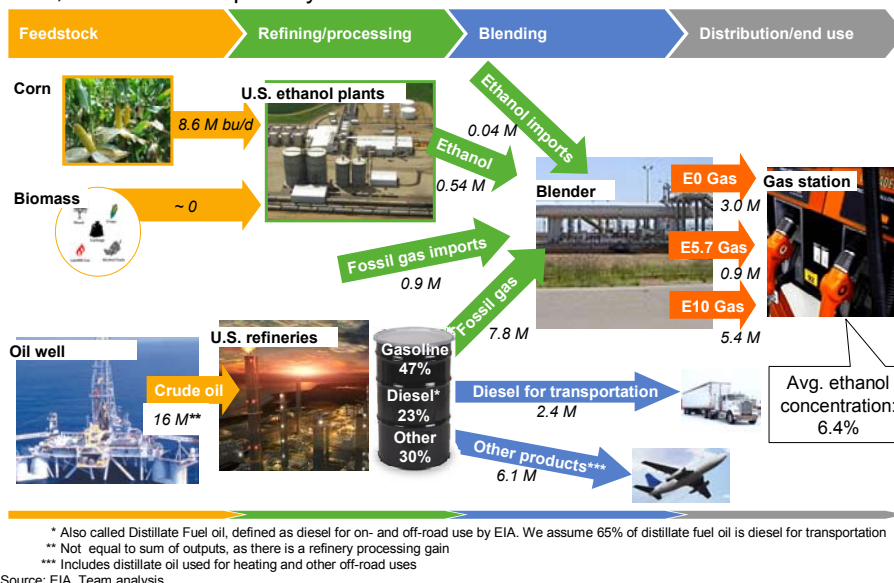 Feedstock
Refining/processing
Blending
Distribution/end use
Corn
8.6 M bu/d
U.S. ethanol plants
Ethanol
0.54 M
Ethanol imports
0.04 M
Biomass
~ 0
Fossil gas imports
0.9 M
Fossil gas
7.8 M
Blender
E0 Gas
3.0 M
E5.7 Gas
0.9 M
E10 Gas
5.4 M
Gas station
Avg. ethanol
concentration:
6.4%
Oil well
Crude oil
16 M**
U.S. refineries
Gasoline
47%
Diesel*
23%
Other
30%
Diesel for transportation
2.4 M
Other products***
6.1 M
* Also called Distillate Fuel oil, defined as diesel for on- and off-road use by EIA. We assume 65% of distillate fuel oil is diesel for transportation
** Not equal to sum of outputs, as there is a refinery processing gain
*** Includes distillate oil used for heating and other off-road uses
Source: EIA, Team analysis